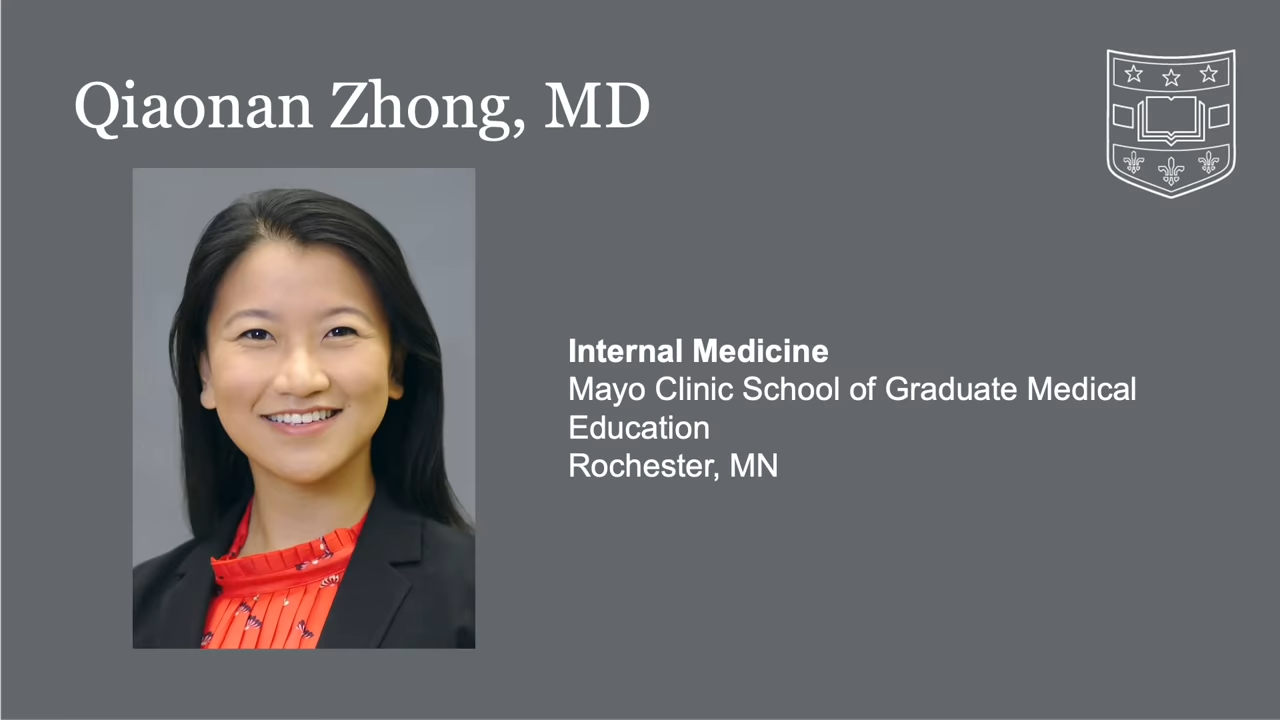 Qiaonan Zhong, MD
Internal Medicine
Mayo Clinic School of Graduate Medical
Education
Rochester, MN